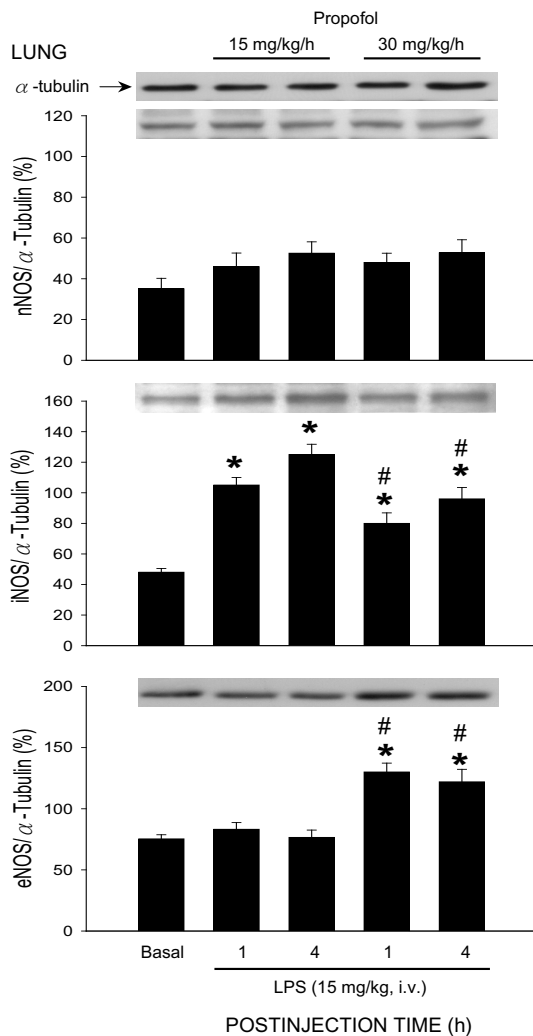 Propofol
LUNG
15 mg/kg/h 30 mg/kg/h
α -tubulin
120
100
80
60
40
20
0
nNOS/α-Tubulin (%)
160
140
120
100
80
60
40
20
0
iNOS/α-Tubulin (%)
* * # * # *
200
150
100
50
0
eNOS/α-Tubulin (%)
# * # *
Basal 1 4 1 4
LPS (15 mg/kg, i.v.)
POSTINJECTION TIME (h)